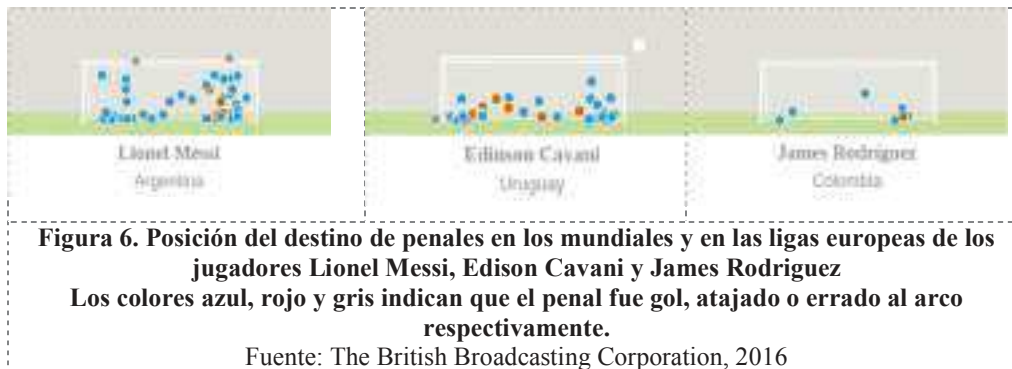 Lionel Messi
Argentina
Edinson Cavani
Uruguay
James Rodriguez
Colombia
Figura 6. Posición del destino de penales en los mundiales y en las ligas europeas de los
jugadores Lionel Messi, Edison Cavani y James Rodriguez
Los colores azul, rojo y gris indican que el penal fue gol, atajado o errado al arco
respectivamente.
Fuente: The British Broadcasting Corporation, 2016